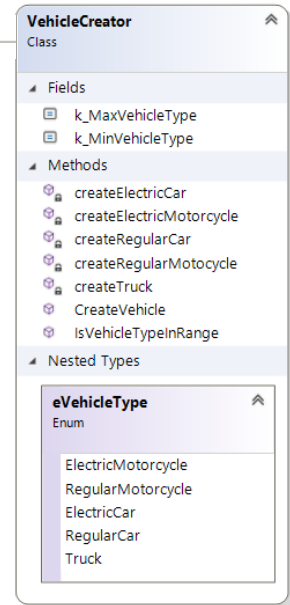 VehicleCreator
Class
Fields
k_MaxVehicleType
k_MinVehicleType
Methods
createElectricCar
createElectricMotorcycle
createRegularCar
createRegularMotocycle
createTruck
CreateVehicle
IsVehicleTypeInRange
Nested Types
eVehicleType
Enum
ElectricMotorcycle
RegularMotorcycle
ElectricCar
RegularCar
Truck